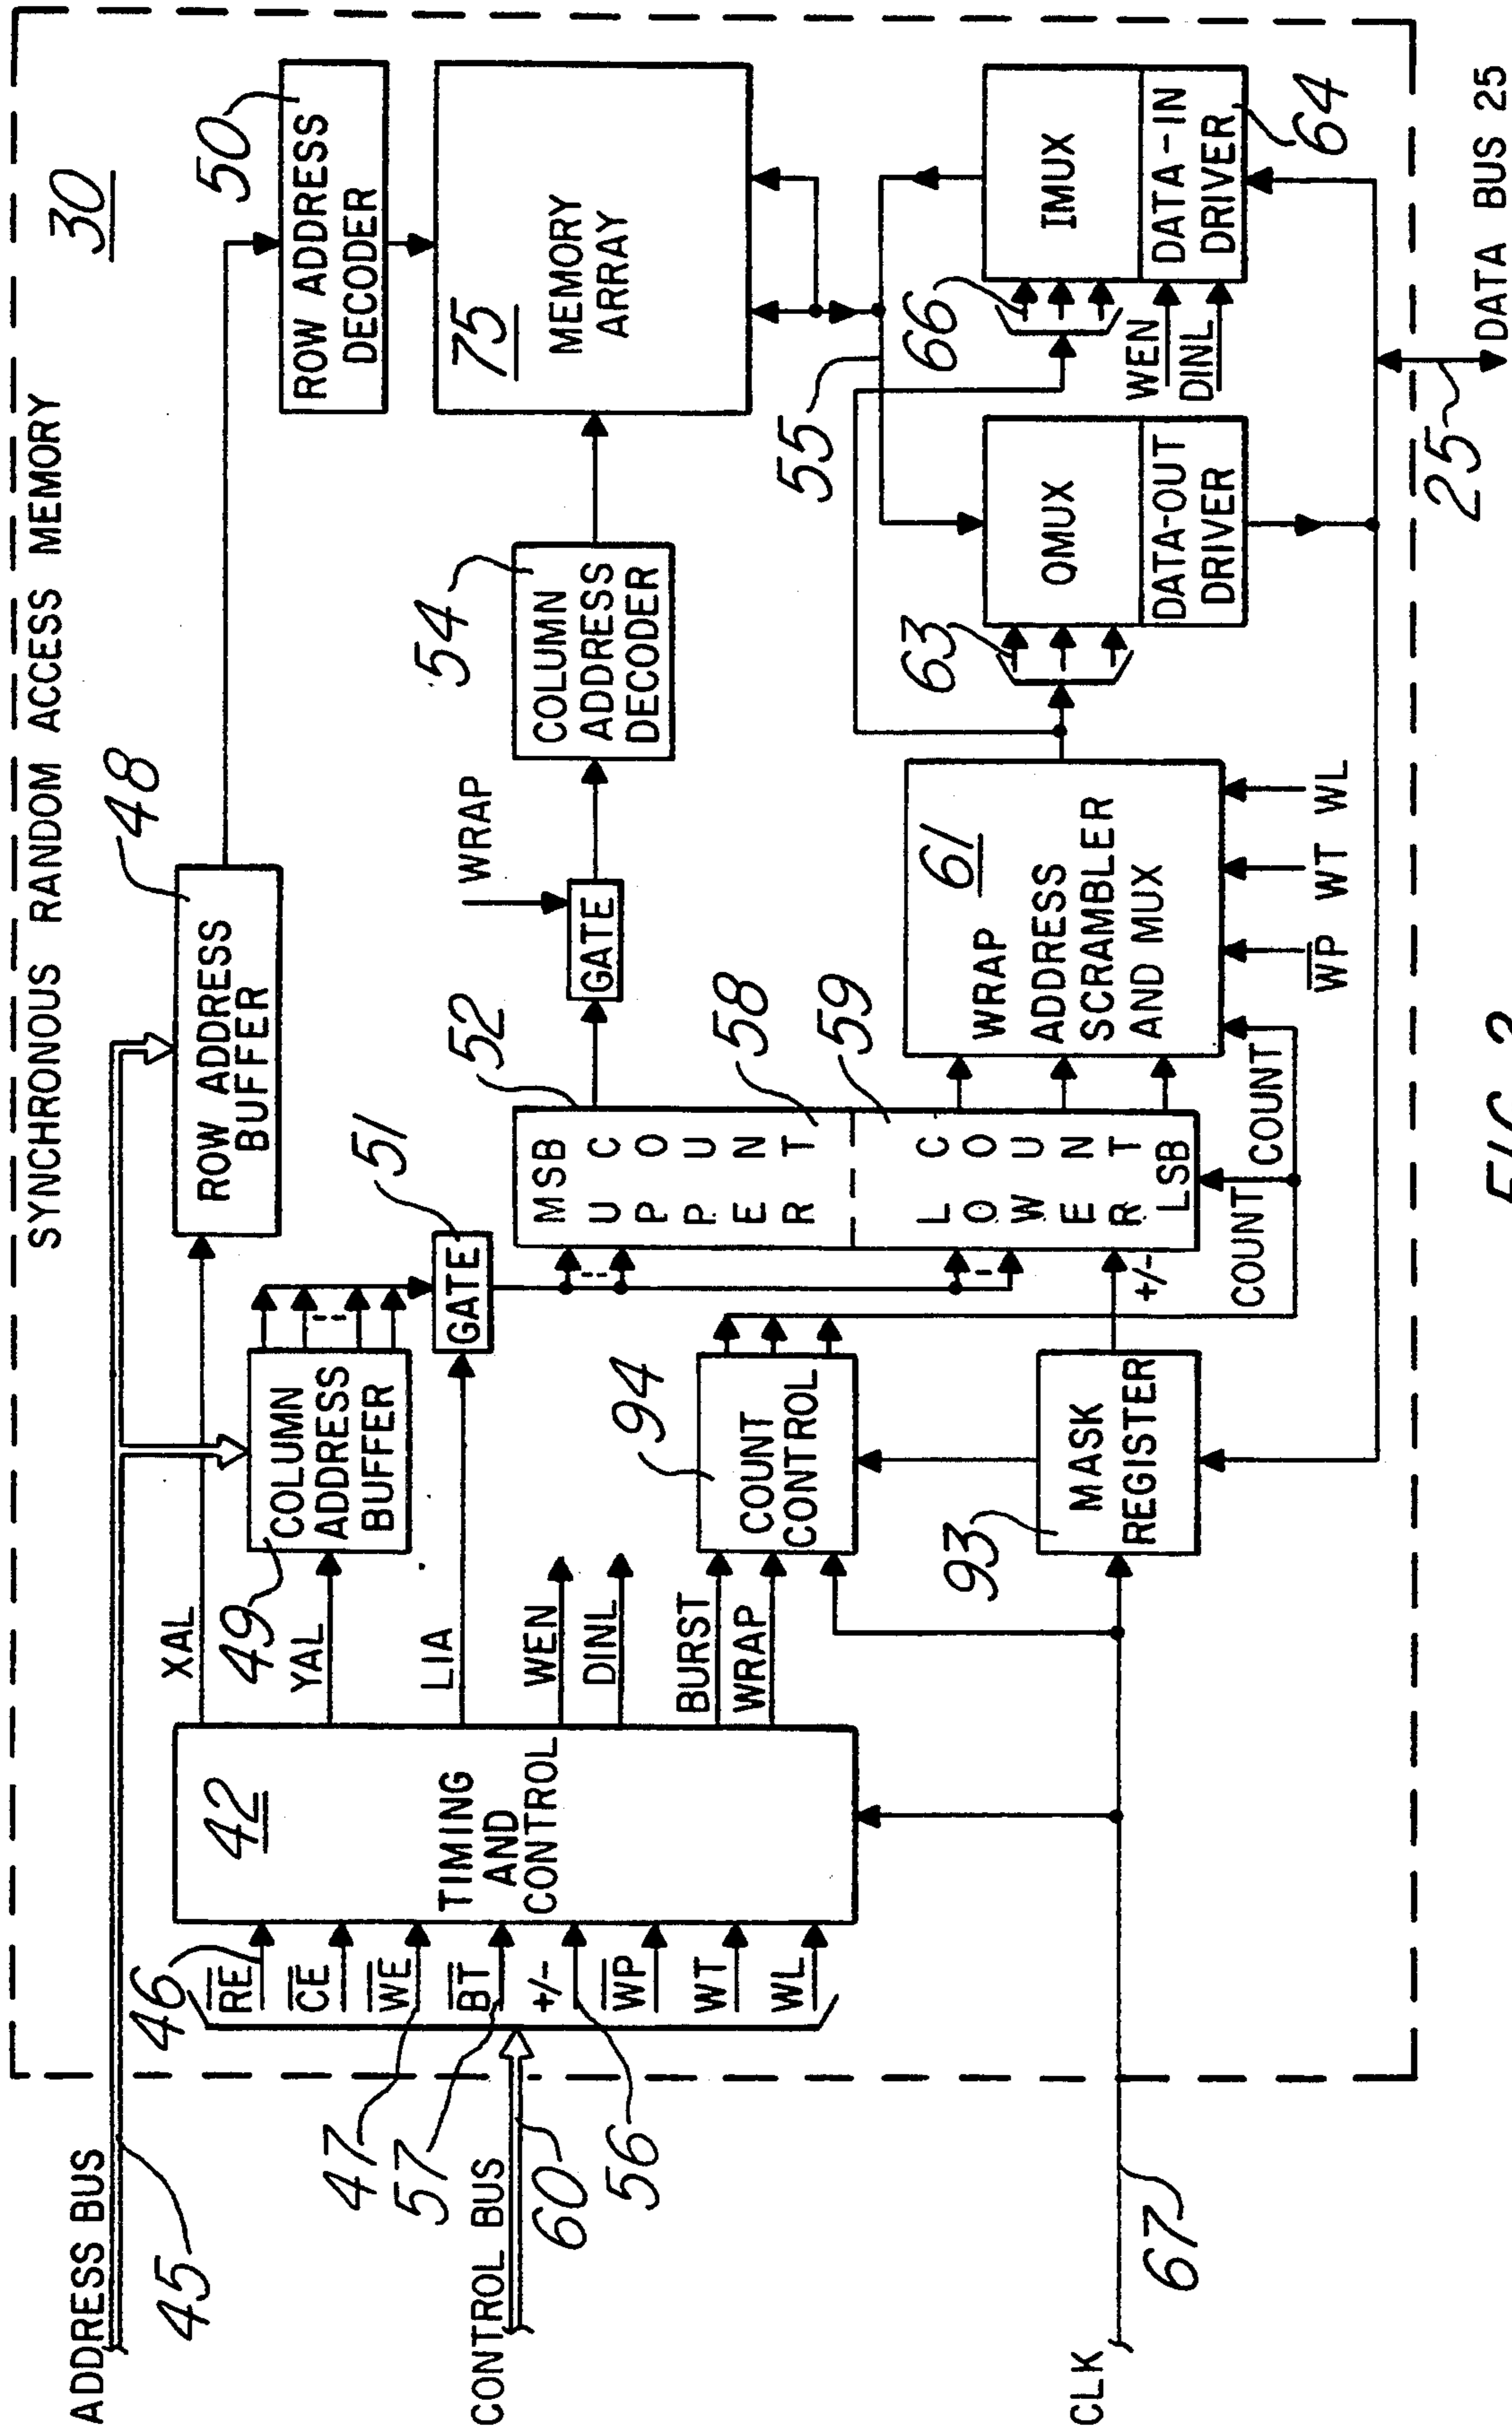 SYNCHRONOUS RANDOM ACCESS MEMORY
30
ADDRESS BUS
45
CONTROL BUS
60
CLK
67
46
47
57
56
RE
CE
WE
BT
+/-
WP
WT
WL
42
TIMING
AND
CONTROL
XAL
YAL
LIA
WEN
DINL
BURST
WRAP
49
COLUMN
ADDRESS
BUFFER
48
ROW ADDRESS
BUFFER
51
GATE
94
COUNT
CONTROL
93
MASK
REGISTER
+/-
COUNT
COUNT
52
MSB
UPPER
COUNT
58
59
LOWER
COUNT
LSB
WRAP
GATE
54
COLUMN
ADDRESS
DECODER
50
ROW ADDRESS
DECODER
75
MEMORY
ARRAY
61
WRAP
ADDRESS
SCRAMBLER
AND MUX
WP
WT
WL
55
63
QMUX
DATA-OUT
DRIVER
66
WEN
DINL
IMUX
DATA-IN
DRIVER
64
25
DATA BUS 25